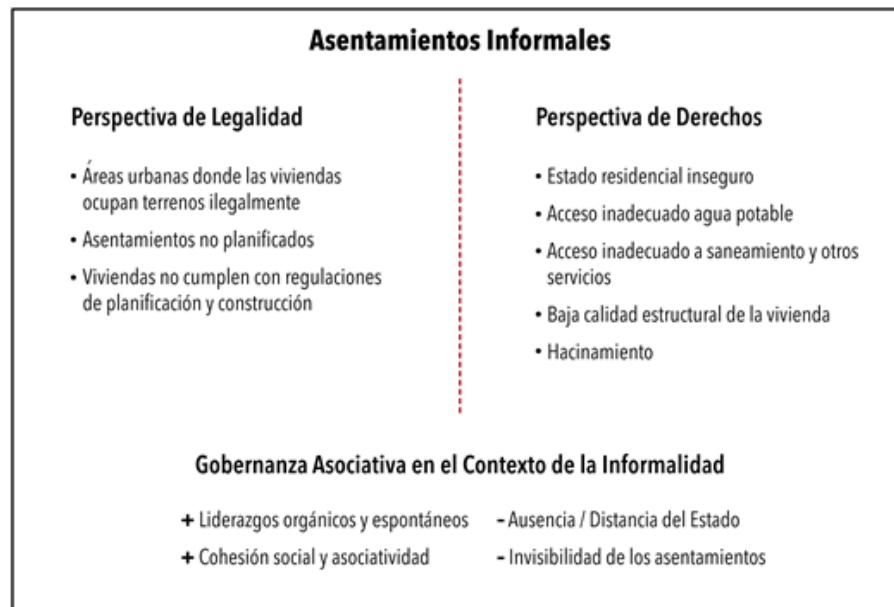 Asentamientos Informales
Perspectiva de Legalidad
• Áreas urbanas donde las viviendas
ocupan terrenos ilegalmente
• Asentamientos no planificados
• Viviendas no cumplen con regulaciones
de planificación y construcción
Perspectiva de Derechos
• Estado residencial inseguro
• Acceso inadecuado agua potable
• Acceso inadecuado a saneamiento y otros
servicios
• Baja calidad estructural de la vivienda
• Hacinamiento
Gobernanza Asociativa en el Contexto de la Informalidad
+ Liderazgos orgánicos y espontáneos
+ Cohesión social y asociatividad
– Ausencia / Distancia del Estado
– Invisibilidad de los asentamientos